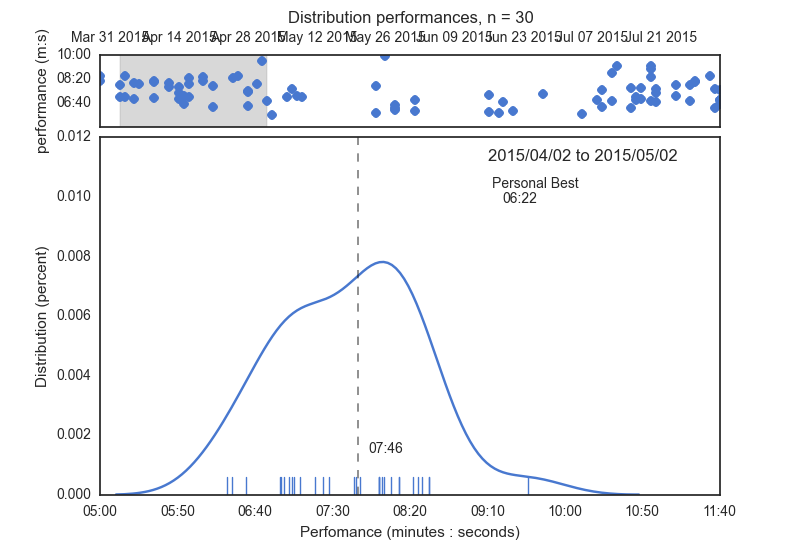 Distribution performances, n = 30
Mar 31 2015 Apr 14 2015 Apr 28 2015 May 12 2015 May 26 2015 Jun 09 2015 Jun 23 2015 Jul 07 2015 Jul 21 2015
performance (m:s)
10:00
08:20
06:40
0.012
0.010
0.008
0.006
0.004
0.002
0.000
Distribution (percent)
2015/04/02 to 2015/05/02
Personal Best
06:22
07:46
05:00 05:50 06:40 07:30 08:20 09:10 10:00 10:50 11:40
Perfomance (minutes : seconds)